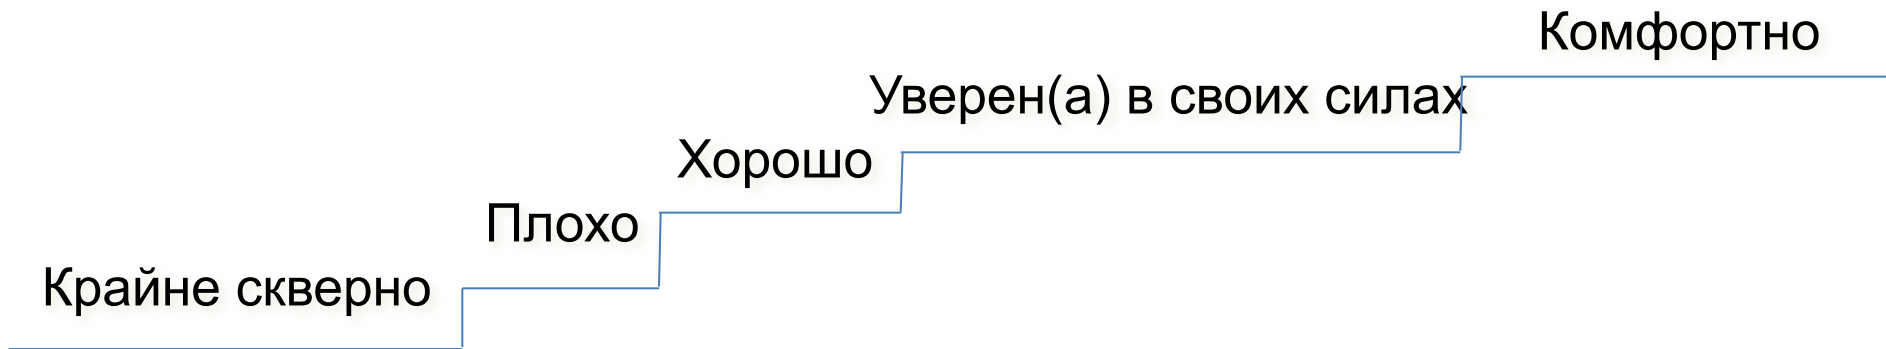 Комфортно
Уверен(а) в своих силах
Хорошо
Плохо
Крайне скверно